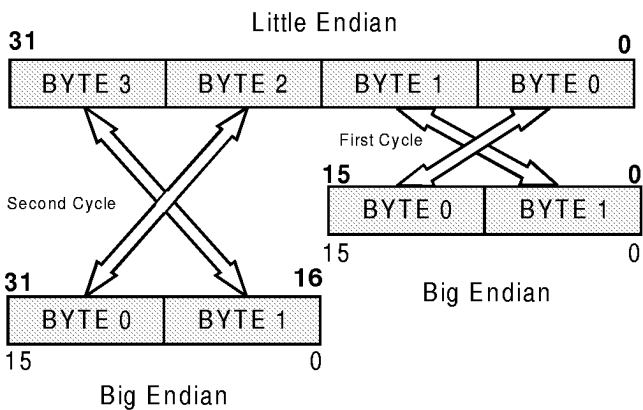 Little Endian
31 0
BYTE 3 BYTE 2 BYTE 1 BYTE 0
First Cycle
15 0
Second Cycle
BYTE 0 BYTE 1
15 0
31 16
Big Endian
BYTE 0 BYTE 1
15 0
Big Endian